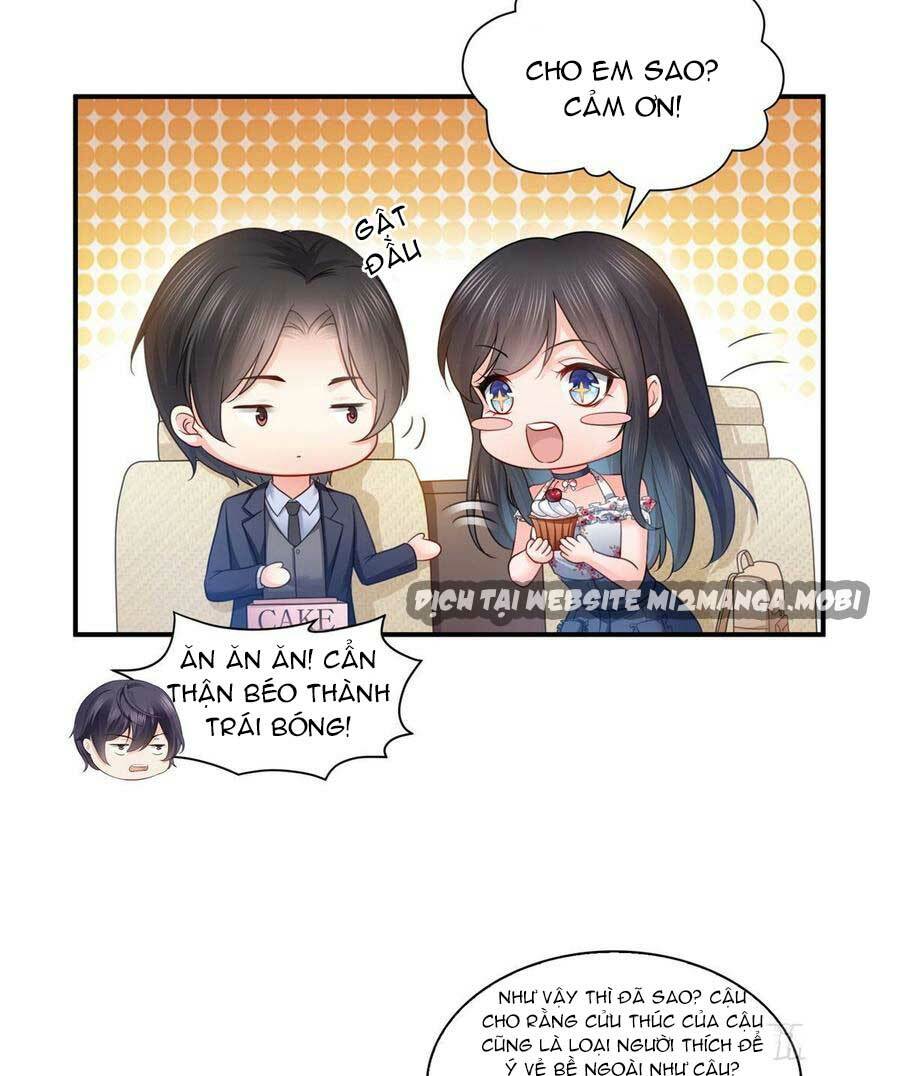 CHO EM SAO?
CẢM ƠN!
GẬT
ĐẦU
CAKE
DỊCH TẠI WEBSITE MI2MANGA.MOBI
ĂN ĂN ĂN! CẨN
THẬN BÉO THÀNH
TRÁI BÓNG!
NHƯ VẬY THÌ ĐÃ SAO? CẬU
CHO RẰNG CỬU THÚC CỦA CẬU
CŨNG LÀ LOẠI NGƯỜI THÍCH ĐỂ
Ý VẺ BỀ NGOÀI NHƯ CẬU?